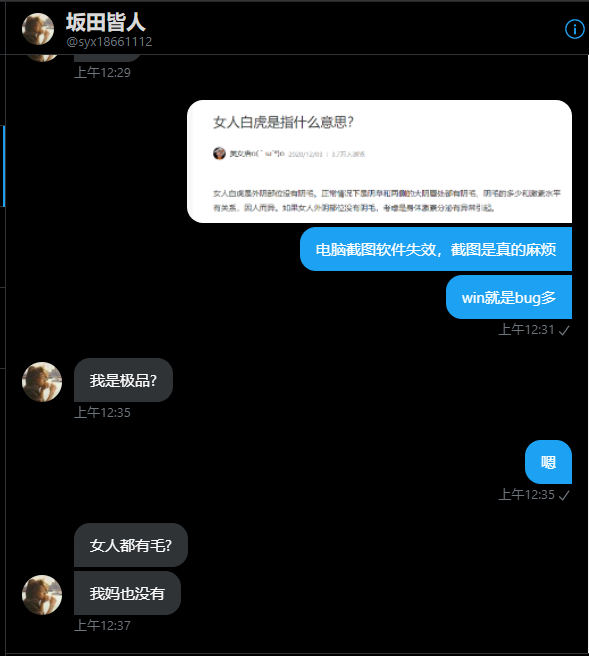 坂田皆人
@syx18661112
上午12:29
女人白虎是指什么意思?
2020/12/03
女人白虎是外阴部位没有阴毛。正常情况下是阴阜和两侧的大阴唇处都有阴毛，阴毛的多少和激素水平
有关系，因人而异。如果女人外阴部位没有阴毛，考虑是身体激素分泌有异常引起。
电脑截图软件失效，截图是真的麻烦
win就是bug多
上午12:31
我是极品?
上午12:35
嗯
上午12:35
女人都有毛?
我妈也没有
上午12:37